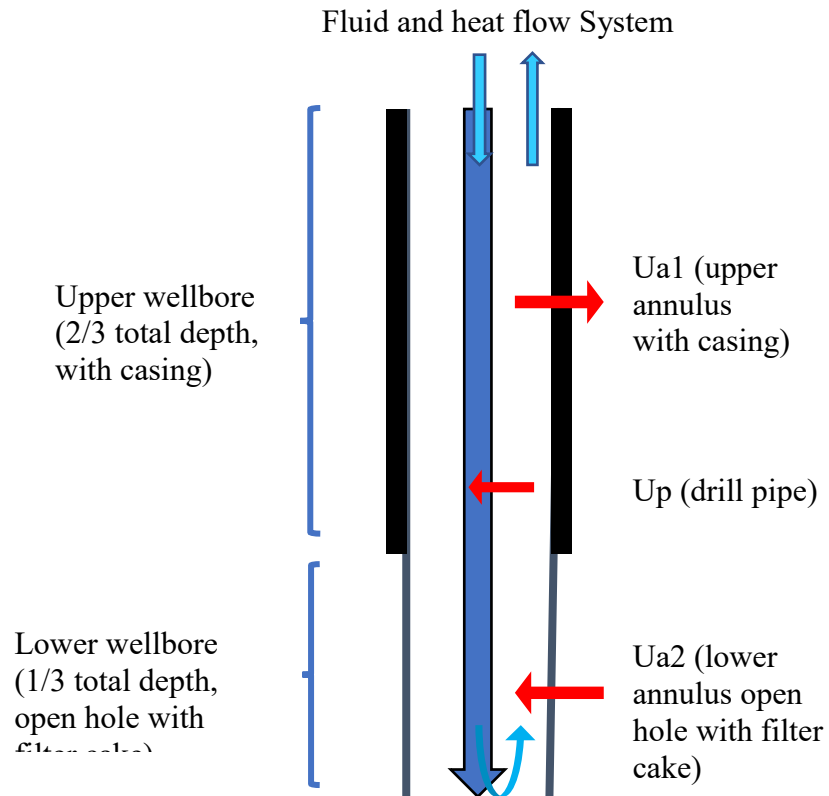 Fluid and heat flow System
Upper wellbore
(2/3 total depth,
with casing)
Ua1 (upper
annulus
with casing)
Up (drill pipe)
Lower wellbore
(1/3 total depth,
open hole with
filter cake)
Ua2 (lower
annulus open
hole with filter
cake)